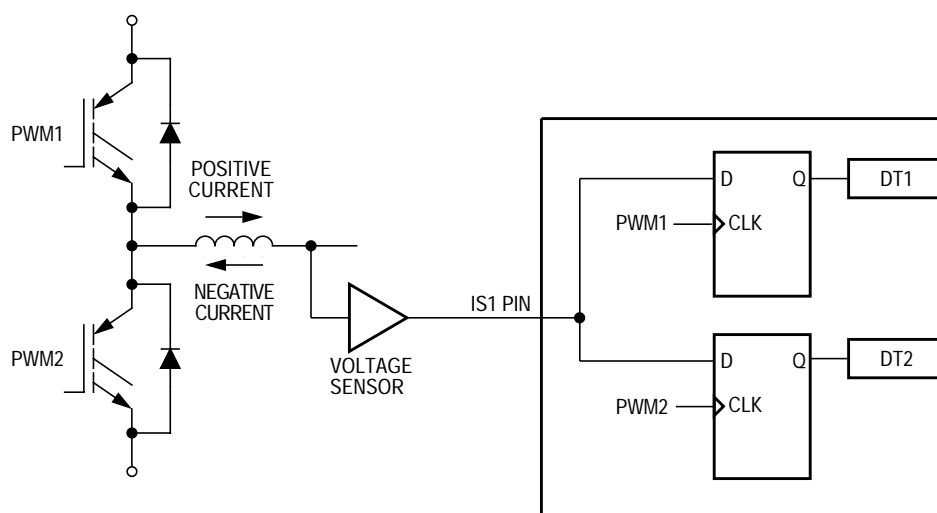 PWM1
POSITIVE
CURRENT
NEGATIVE
CURRENT
PWM2
VOLTAGE
SENSOR
IS1 PIN
D
Q
DT1
PWM1
CLK
D
Q
DT2
PWM2
CLK